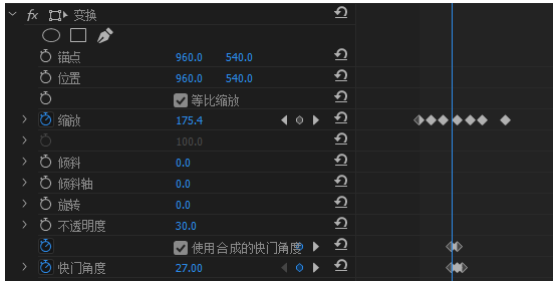 fx 变换
锚点 960.0 540.0
位置 960.0 540.0
等比缩放
缩放 175.4
100.0
倾斜 0.0
倾斜轴 0.0
旋转 0.0
不透明度 30.0
使用合成的快门角度
快门角度 27.00